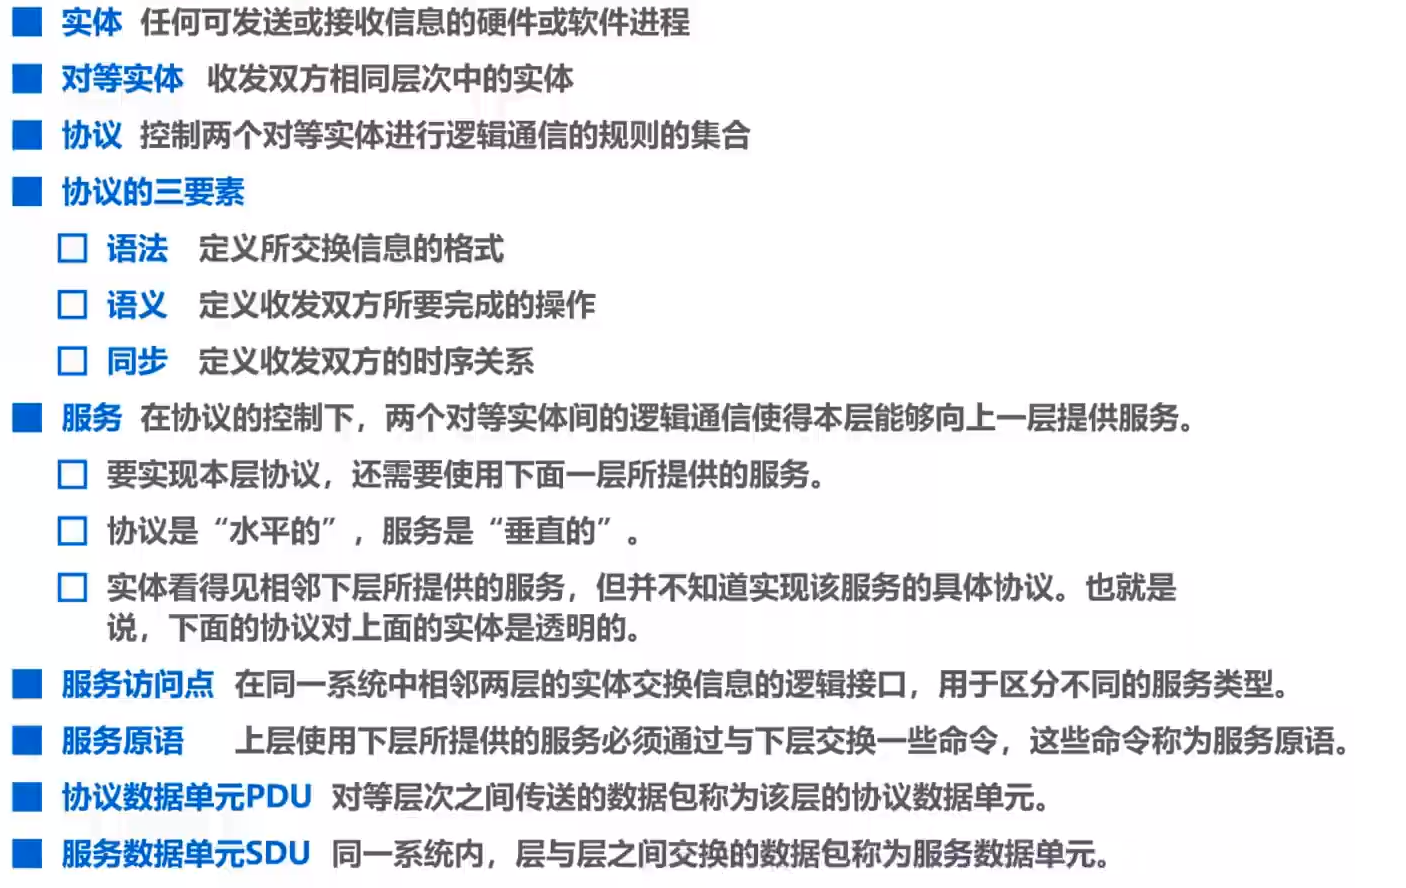 实体 任何可发送或接收信息的硬件或软件进程
对等实体 收发双方相同层次中的实体
协议 控制两个对等实体进行逻辑通信的规则的集合
协议的三要素
语法 定义所交换信息的格式
语义 定义收发双方所要完成的操作
同步 定义收发双方的时序关系
服务 在协议的控制下，两个对等实体间的逻辑通信使得本层能够向上一层提供服务。
要实现本层协议，还需要使用下面一层所提供的服务。
协议是“水平的”，服务是“垂直的”。
实体看得见相邻下层所提供的服务，但并不知道实现该服务的具体协议。也就是
说，下面的协议对上面的实体是透明的。
服务访问点 在同一系统中相邻两层的实体交换信息的逻辑接口，用于区分不同的服务类型。
服务原语 上层使用下层所提供的服务必须通过与下层交换一些命令，这些命令称为服务原语。
协议数据单元PDU 对等层次之间传送的数据包称为该层的协议数据单元。
服务数据单元SDU 同一系统内，层与层之间交换的数据包称为服务数据单元。